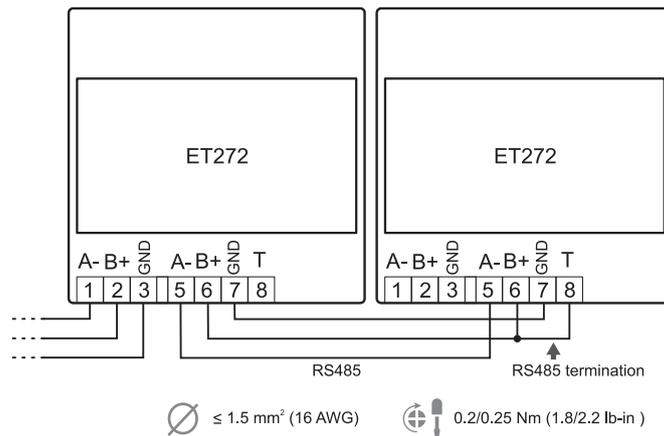 ET272 ET272
A- B+ GND A- B+ GND T A- B+ GND A- B+ GND T
1 2 3 5 6 7 8 1 2 3 5 6 7 8
RS485 RS485 termination
≤ 1.5 mm² (16 AWG) 0.2/0.25 Nm (1.8/2.2 lb-in )